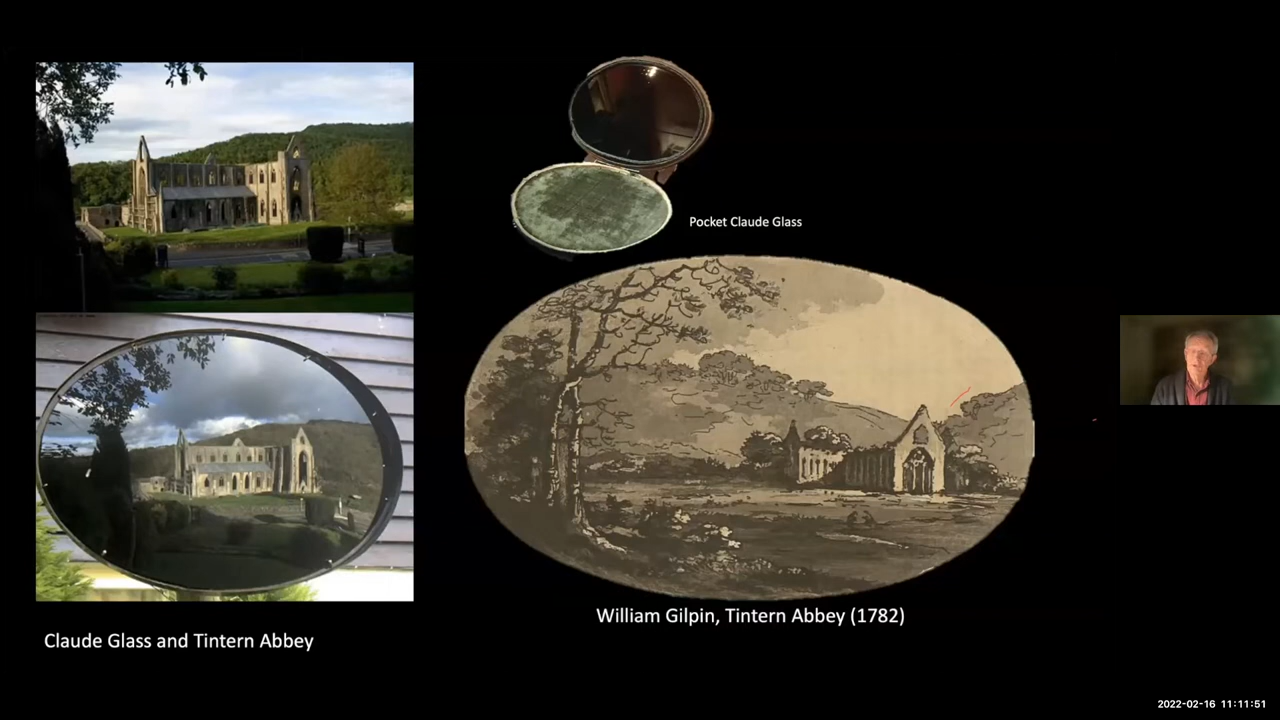 Pocket Claude Glass
William Gilpin, Tintern Abbey (1782)
Claude Glass and Tintern Abbey
2022-02-16 11:11:51